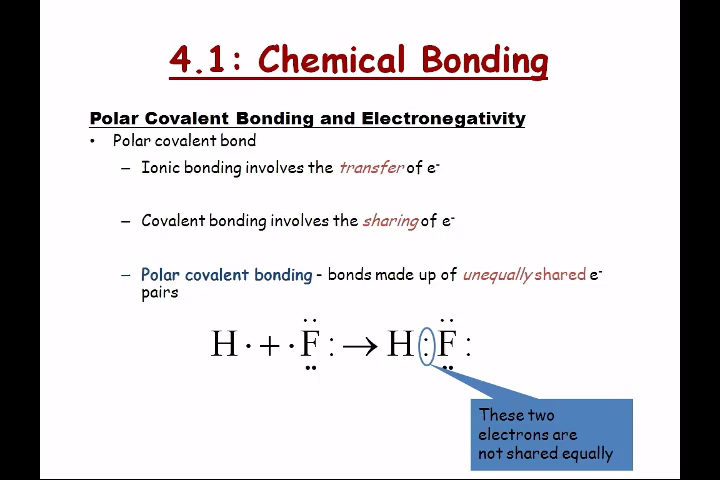 4.1: Chemical Bonding
Polar Covalent Bonding and Electronegativity
• Polar covalent bond
– Ionic bonding involves the transfer of e⁻
– Covalent bonding involves the sharing of e⁻
– Polar covalent bonding - bonds made up of unequally shared e⁻
pairs
H · + · F : → H : F :
These two
electrons are
not shared equally